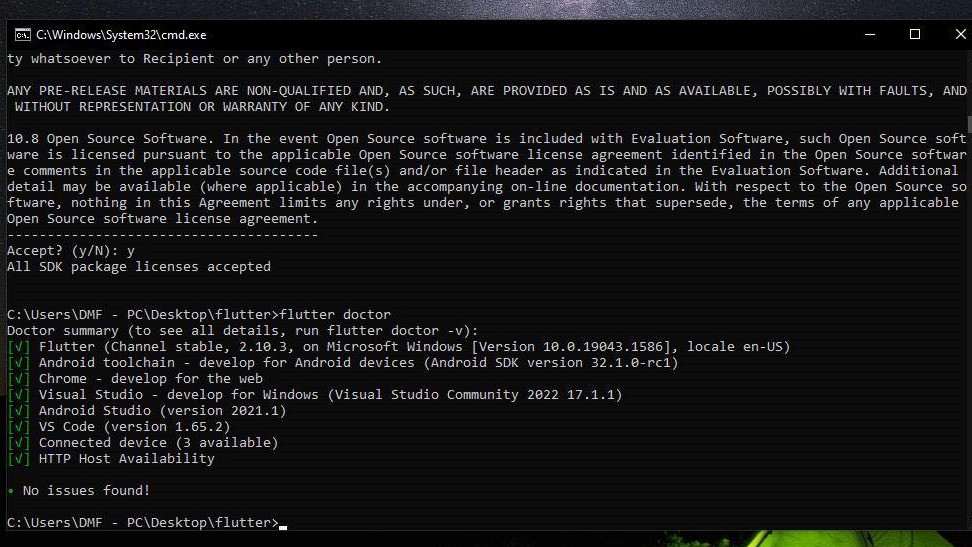 C:\Windows\System32\cmd.exe
ty whatsoever to Recipient or any other person.
ANY PRE-RELEASE MATERIALS ARE NON-QUALIFIED AND, AS SUCH, ARE PROVIDED AS IS AND AS AVAILABLE, POSSIBLY WITH FAULTS, AND
WITHOUT REPRESENTATION OR WARRANTY OF ANY KIND.
10.8 Open Source Software. In the event Open Source software is included with Evaluation Software, such Open Source soft
ware is licensed pursuant to the applicable Open Source software license agreement identified in the Open Source softwar
e comments in the applicable source code file(s) and/or file header as indicated in the Evaluation Software. Additional
detail may be available (where applicable) in the accompanying on-line documentation. With respect to the Open Source so
ftware, nothing in this Agreement limits any rights under, or grants rights that supersede, the terms of any applicable
Open Source software license agreement.
---------------------------------------
Accept? (y/N): y
All SDK package licenses accepted
C:\Users\DMF - PC\Desktop\flutter>flutter doctor
Doctor summary (to see all details, run flutter doctor -v):
[√] Flutter (Channel stable, 2.10.3, on Microsoft Windows [Version 10.0.19043.1586], locale en-US)
[√] Android toolchain - develop for Android devices (Android SDK version 32.1.0-rc1)
[√] Chrome - develop for the web
[√] Visual Studio - develop for Windows (Visual Studio Community 2022 17.1.1)
[√] Android Studio (version 2021.1)
[√] VS Code (version 1.65.2)
[√] Connected device (3 available)
[√] HTTP Host Availability
• No issues found!
C:\Users\DMF - PC\Desktop\flutter>